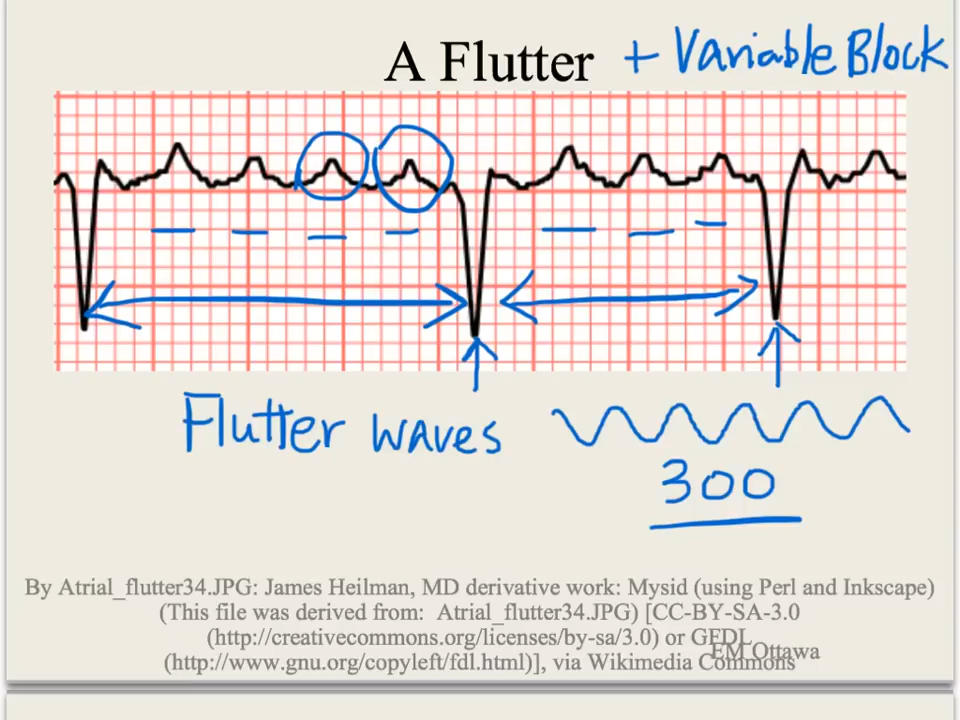 A Flutter + Variable Block
Flutter waves
300
By Atrial_flutter34.JPG: James Heilman, MD derivative work: Mysid (using Perl and Inkscape)
(This file was derived from: Atrial_flutter34.JPG) [CC-BY-SA-3.0
(http://creativecommons.org/licenses/by-sa/3.0) or GFDL
EM Ottawa
(http://www.gnu.org/copyleft/fdl.html)], via Wikimedia Commons